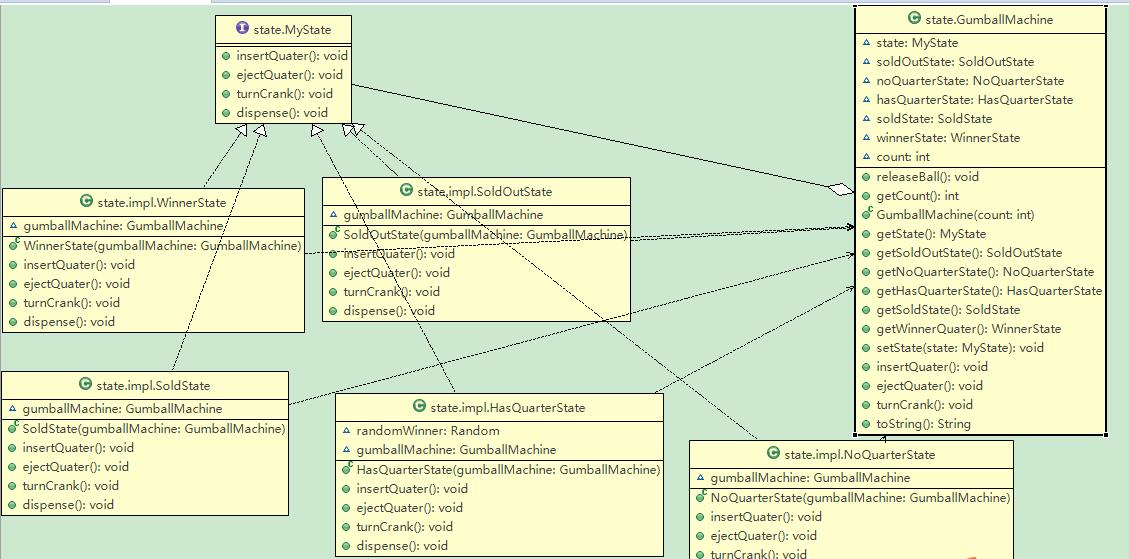 state.MyState
insertQuater(): void
ejectQuater(): void
turnCrank(): void
dispense(): void
state.GumballMachine
state: MyState
soldOutState: SoldOutState
noQuarterState: NoQuarterState
hasQuarterState: HasQuarterState
soldState: SoldState
winnerState: WinnerState
count: int
releaseBall(): void
getCount(): int
GumballMachine(count: int)
getState(): MyState
getSoldOutState(): SoldOutState
getNoQuarterState(): NoQuarterState
getHasQuarterState(): HasQuarterState
getSoldState(): SoldState
getWinnerQuater(): WinnerState
setState(state: MyState): void
insertQuater(): void
ejectQuater(): void
turnCrank(): void
toString(): String
state.impl.WinnerState
gumballMachine: GumballMachine
WinnerState(gumballMachine: GumballMachine)
insertQuater(): void
ejectQuater(): void
turnCrank(): void
dispense(): void
state.impl.SoldOutState
gumballMachine: GumballMachine
SoldOutState(gumballMachine: GumballMachine)
insertQuater(): void
ejectQuater(): void
turnCrank(): void
dispense(): void
state.impl.SoldState
gumballMachine: GumballMachine
SoldState(gumballMachine: GumballMachine)
insertQuater(): void
ejectQuater(): void
turnCrank(): void
dispense(): void
state.impl.HasQuarterState
randomWinner: Random
gumballMachine: GumballMachine
HasQuarterState(gumballMachine: GumballMachine)
insertQuater(): void
ejectQuater(): void
turnCrank(): void
dispense(): void
state.impl.NoQuarterState
gumballMachine: GumballMachine
NoQuarterState(gumballMachine: GumballMachine)
insertQuater(): void
ejectQuater(): void
turnCrank(): void